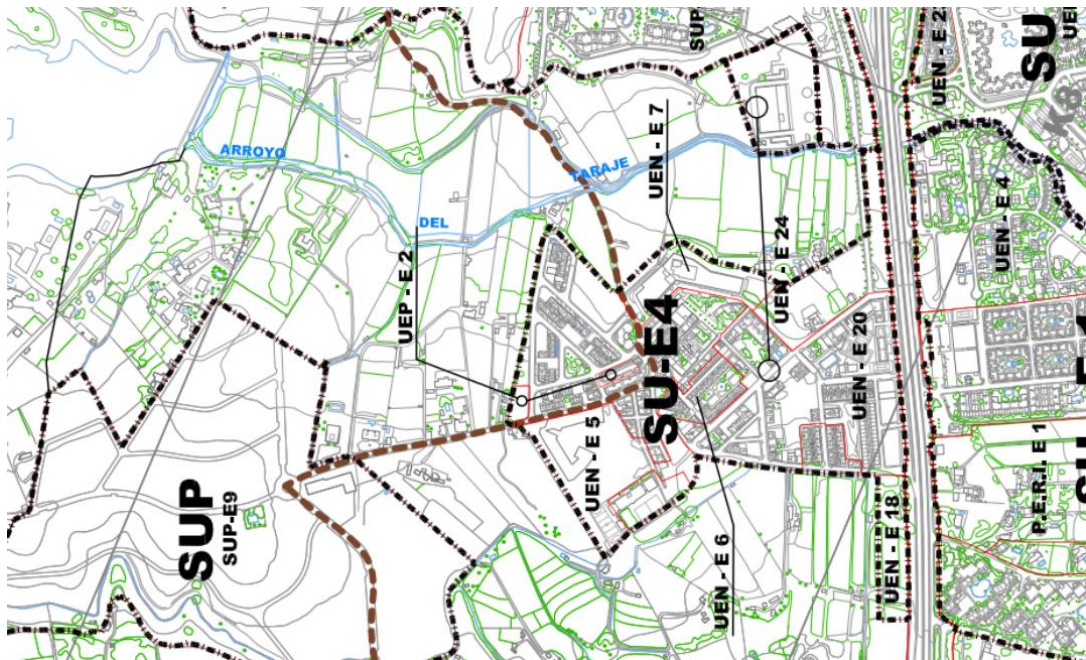 SUP
UEN - E 2
SU
UEN - E 7
ARROYO
DEL
TARAJE
UEP - E 2
UEN - E 24
UEN - E 4
SU-E4
UEN - E 20
UEN - E 5
SUP
SUP-E9
UEN - E 6
UEN - E 18
P.E.R.I. E 1